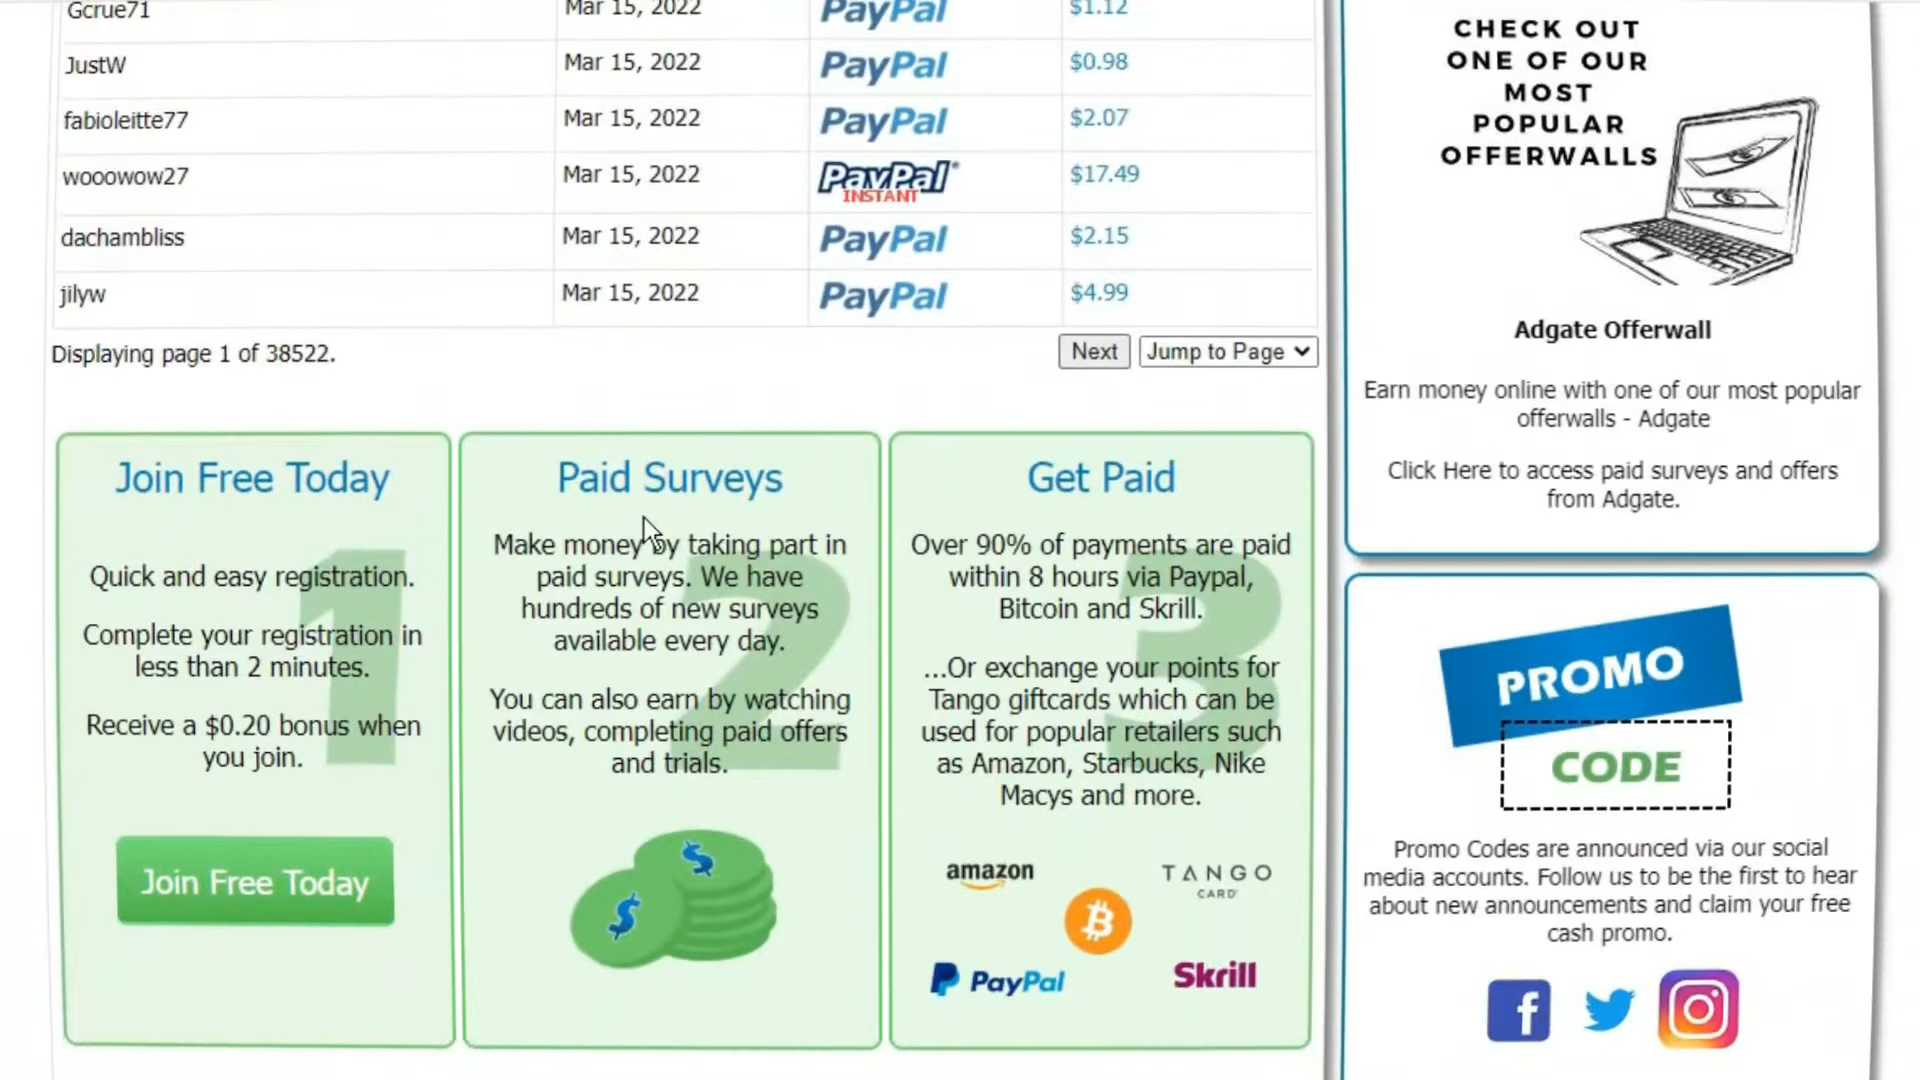 Gcrue71 Mar 15, 2022 PayPal $1.12
JustW Mar 15, 2022 PayPal $0.98
fabioleitte77 Mar 15, 2022 PayPal $2.07
wooowow27 Mar 15, 2022 PayPal® INSTANT $17.49
dachambliss Mar 15, 2022 PayPal $2.15
jilyw Mar 15, 2022 PayPal $4.99
Displaying page 1 of 38522.
Next
Jump to Page
Join Free Today
1
Quick and easy registration.
Complete your registration in
less than 2 minutes.
Receive a $0.20 bonus when
you join.
Join Free Today
Paid Surveys
2
Make money by taking part in
paid surveys. We have
hundreds of new surveys
available every day.
You can also earn by watching
videos, completing paid offers
and trials.
$
$
Get Paid
3
Over 90% of payments are paid
within 8 hours via Paypal,
Bitcoin and Skrill.
...Or exchange your points for
Tango giftcards which can be
used for popular retailers such
as Amazon, Starbucks, Nike
Macys and more.
amazon
TANGO
CARD
PayPal
Skrill
CHECK OUT
ONE OF OUR
MOST
POPULAR
OFFERWALLS
Adgate Offerwall
Earn money online with one of our most popular
offerwalls - Adgate
Click Here to access paid surveys and offers
from Adgate.
PROMO
CODE
Promo Codes are announced via our social
media accounts. Follow us to be the first to hear
about new announcements and claim your free
cash promo.